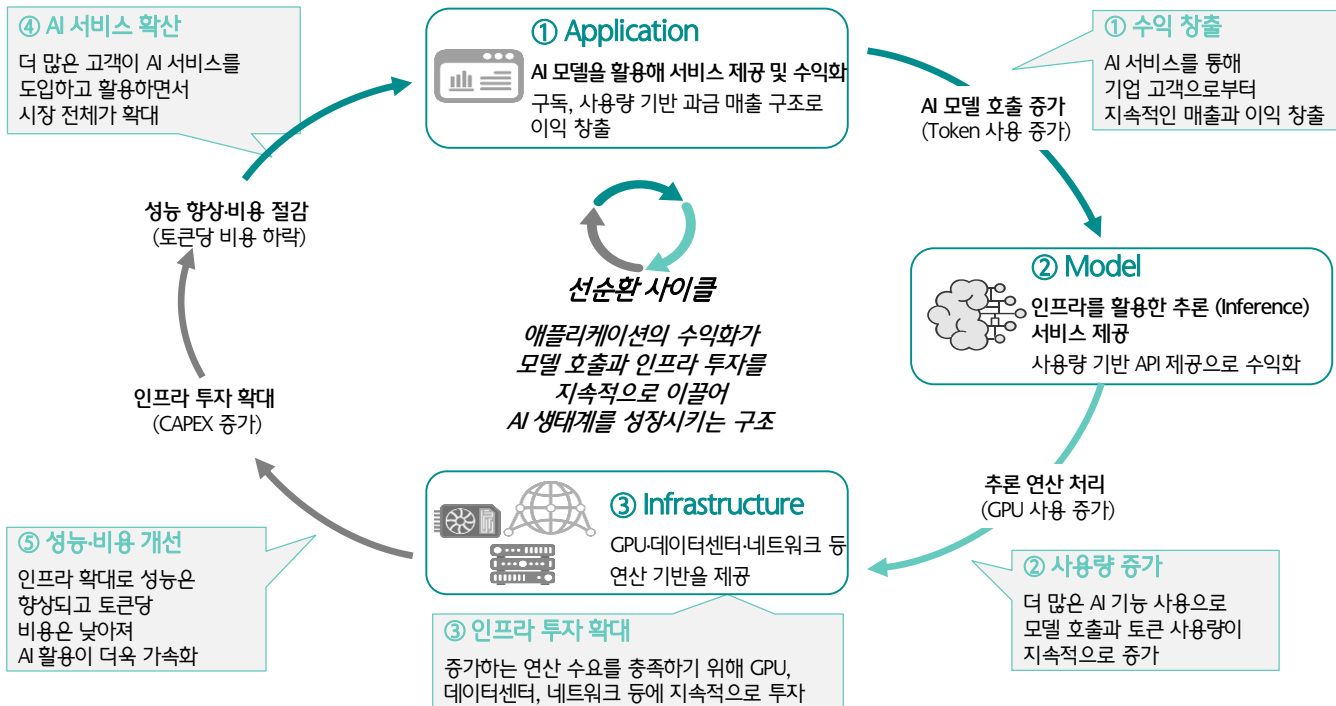 ④ AI 서비스 확산
더 많은 고객이 AI 서비스를
도입하고 활용하면서
시장 전체가 확대
① Application
AI 모델을 활용해 서비스 제공 및 수익화
구독, 사용량 기반 과금 매출 구조로
이익 창출
① 수익 창출
AI 서비스를 통해
기업 고객으로부터
지속적인 매출과 이익 창출
AI 모델 호출 증가
(Token 사용 증가)
성능 향상·비용 절감
(토큰당 비용 하락)
선순환 사이클
애플리케이션의 수익화가
모델 호출과 인프라 투자를
지속적으로 이끌어
AI 생태계를 성장시키는 구조
② Model
인프라를 활용한 추론 (Inference)
서비스 제공
사용량 기반 API 제공으로 수익화
인프라 투자 확대
(CAPEX 증가)
추론 연산 처리
(GPU 사용 증가)
③ Infrastructure
GPU·데이터센터·네트워크 등
연산 기반을 제공
⑤ 성능·비용 개선
인프라 확대로 성능은
향상되고 토큰당
비용은 낮아져
AI 활용이 더욱 가속화
② 사용량 증가
더 많은 AI 기능 사용으로
모델 호출과 토큰 사용량이
지속적으로 증가
③ 인프라 투자 확대
증가하는 연산 수요를 충족하기 위해 GPU,
데이터센터, 네트워크 등에 지속적으로 투자